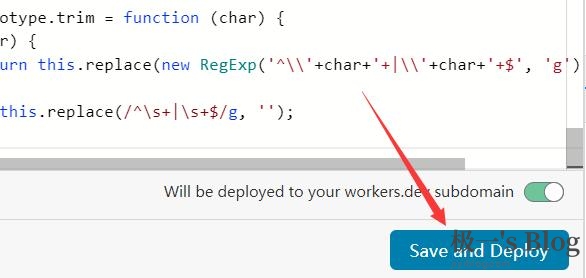 otype.trim = function (char) {
r) {
urn this.replace(new RegExp('^\\'+char+'+|\\'+char+'+$', 'g')
this.replace(/^\s+|\s+$/g, '');
Will be deployed to your workers.dev subdomain
Save and Deploy
极一's Blog